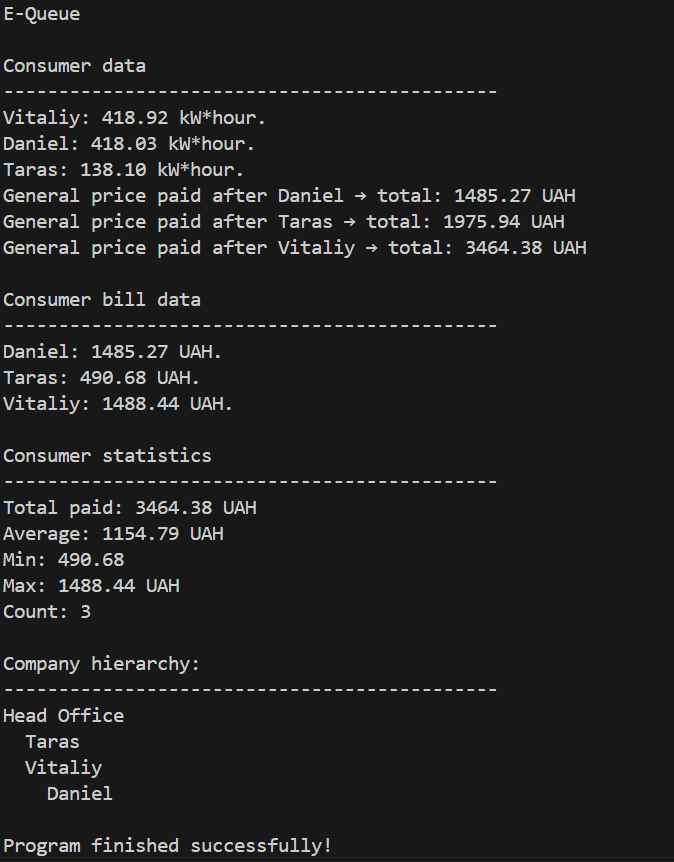 E-Queue
Consumer data
---------------------------------------------
Vitaliy: 418.92 kW*hour.
Daniel: 418.03 kW*hour.
Taras: 138.10 kW*hour.
General price paid after Daniel → total: 1485.27 UAH
General price paid after Taras → total: 1975.94 UAH
General price paid after Vitaliy → total: 3464.38 UAH
Consumer bill data
---------------------------------------------
Daniel: 1485.27 UAH.
Taras: 490.68 UAH.
Vitaliy: 1488.44 UAH.
Consumer statistics
---------------------------------------------
Total paid: 3464.38 UAH
Average: 1154.79 UAH
Min: 490.68
Max: 1488.44 UAH
Count: 3
Company hierarchy:
---------------------------------------------
Head Office
  Taras
  Vitaliy
    Daniel
Program finished successfully!